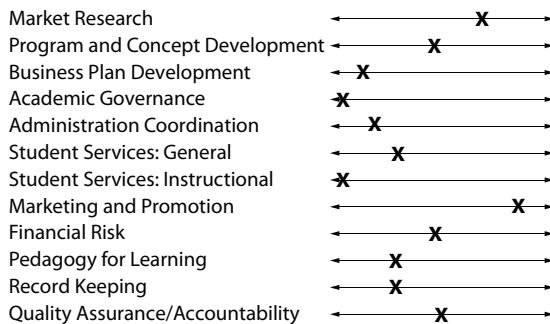 Market Research X
Program and Concept Development X
Business Plan Development X
Academic Governance X
Administration Coordination X
Student Services: General X
Student Services: Instructional X
Marketing and Promotion X
Financial Risk X
Pedagogy for Learning X
Record Keeping X
Quality Assurance/Accountability X